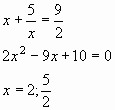 x + 5/x = 9/2
2x² − 9x + 10 = 0
x = 2; 5/2